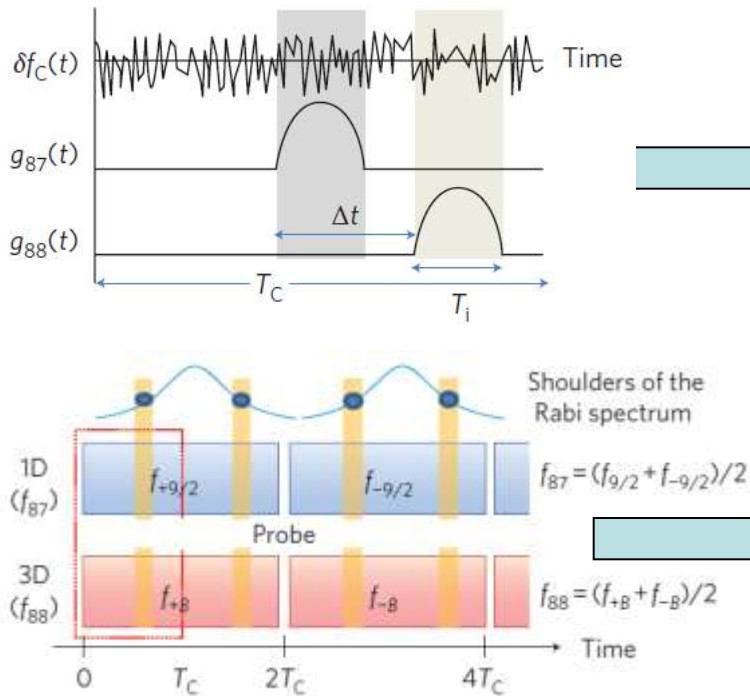 δf_C(t)
Time
g_87(t)
Δt
g_88(t)
T_C
T_i
Shoulders of the
Rabi spectrum
1D
(f_87)
f_+9/2
f_−9/2
f_87=(f_9/2+f_−9/2)/2
Probe
3D
(f_88)
f_+B
f_−B
f_88=(f_+B+f_−B)/2
Time
0
T_C
2T_C
4T_C